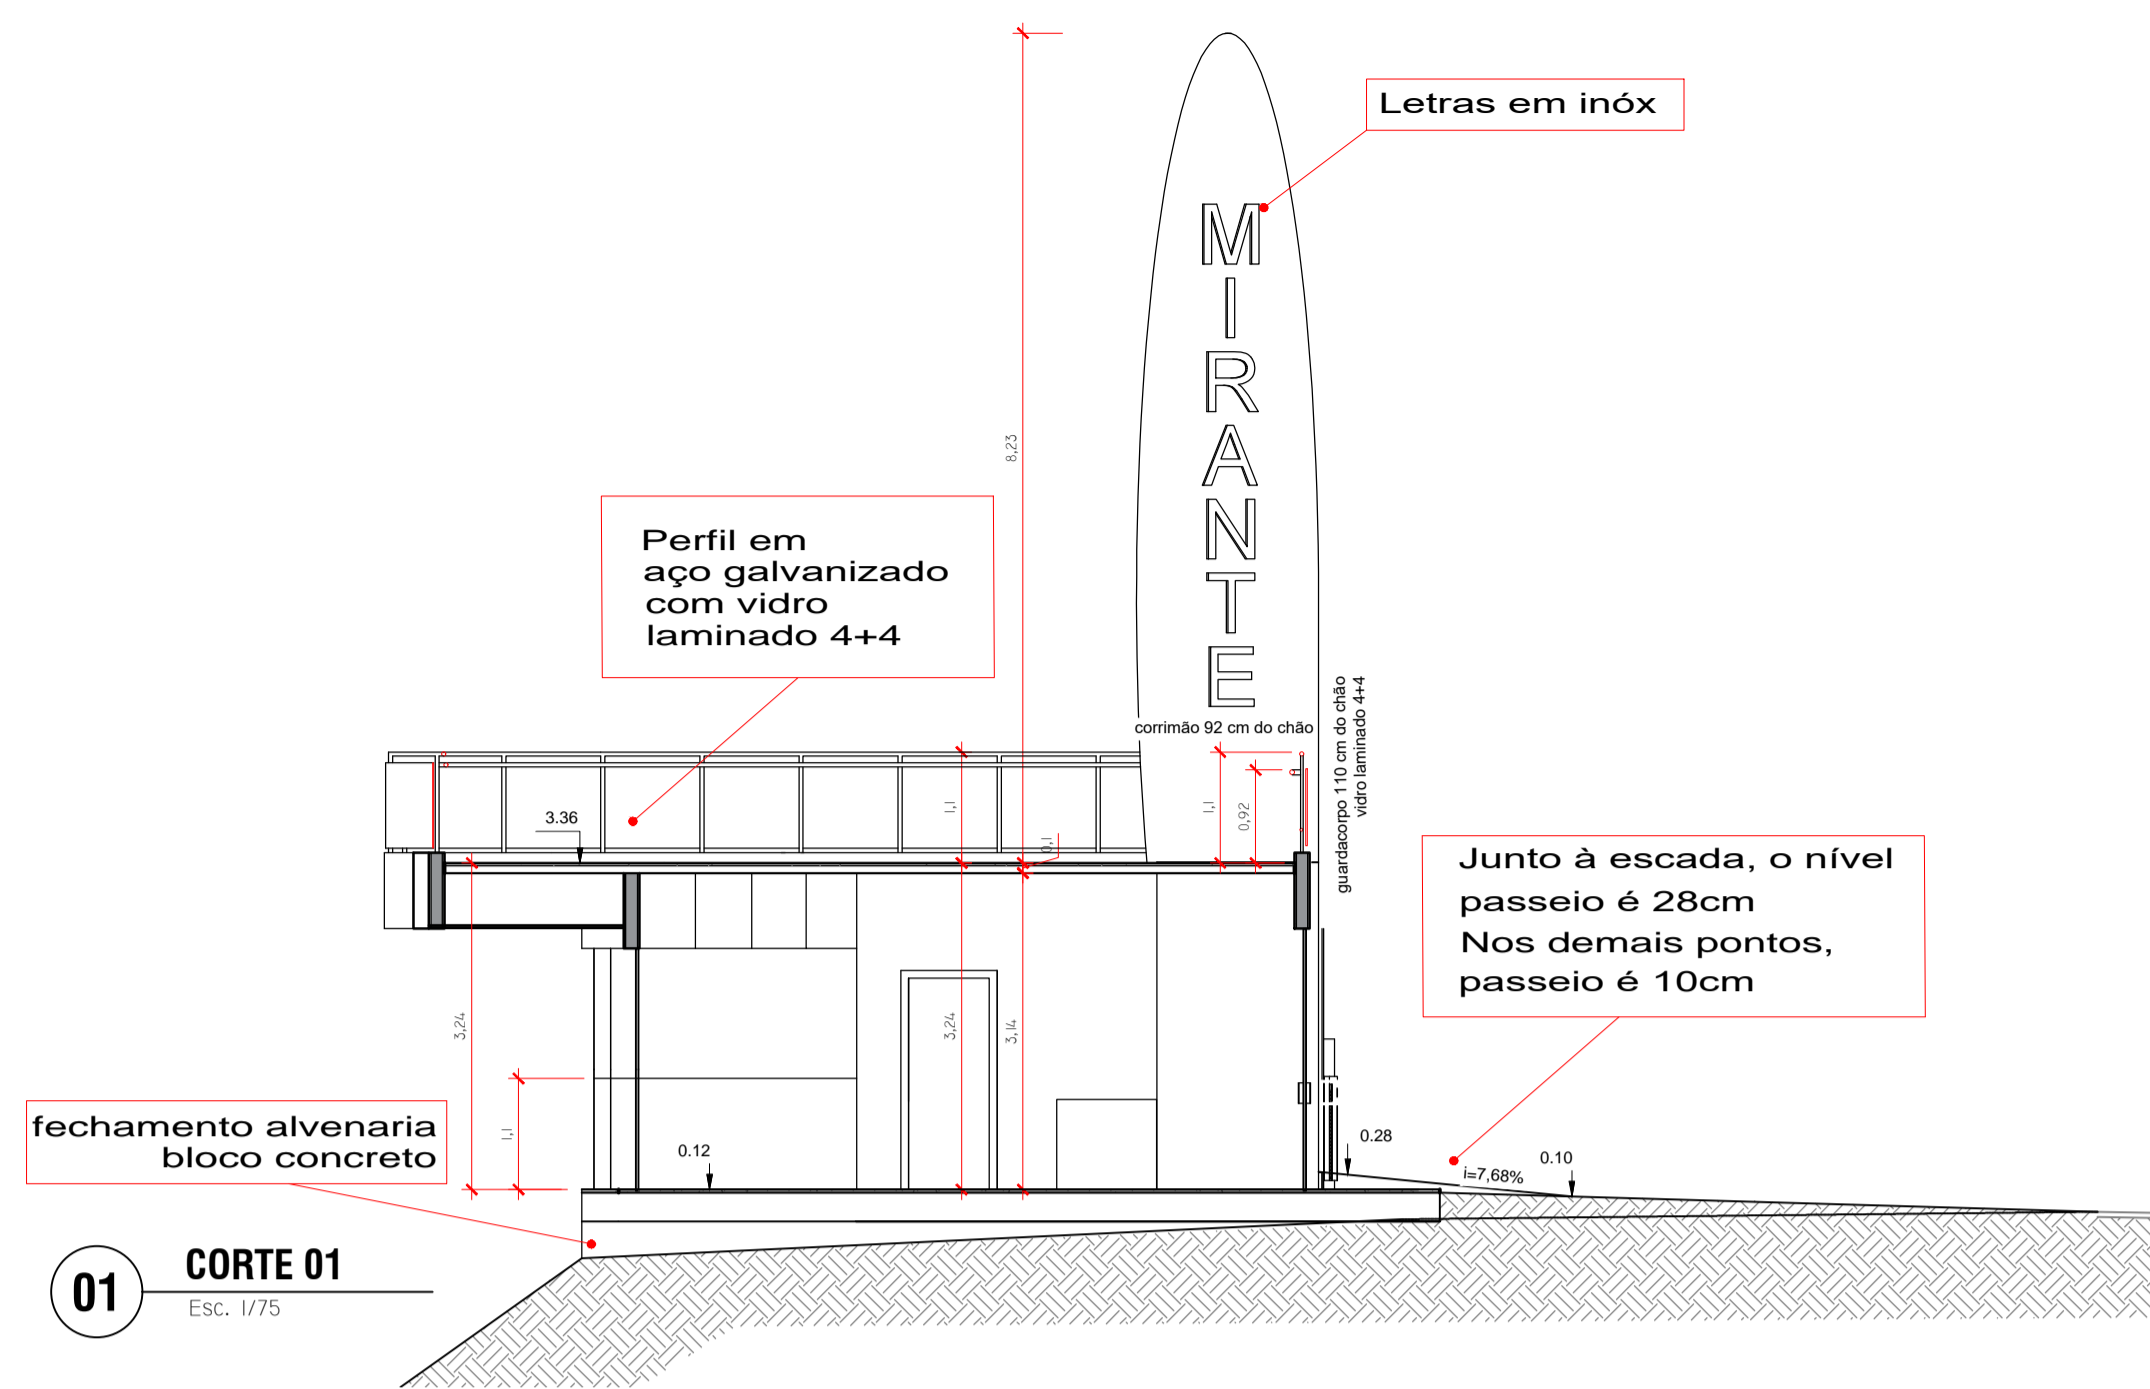 Letras em inóx
MIRANTE
8,23
Perfil em
aço galvanizado
com vidro
laminado 4+4
corrimão 92 cm do chão
guardacorpo 110 cm do chão
vidro laminado 4+4
3.36
1,1
0,1
1,1
0,92
Junto à escada, o nível
passeio é 28cm
Nos demais pontos,
passeio é 10cm
3,24
3,24
3,14
1,1
fechamento alvenaria
bloco concreto
0.12
0.28
0.10
i=7,68%
01
CORTE 01
Esc. 1/75